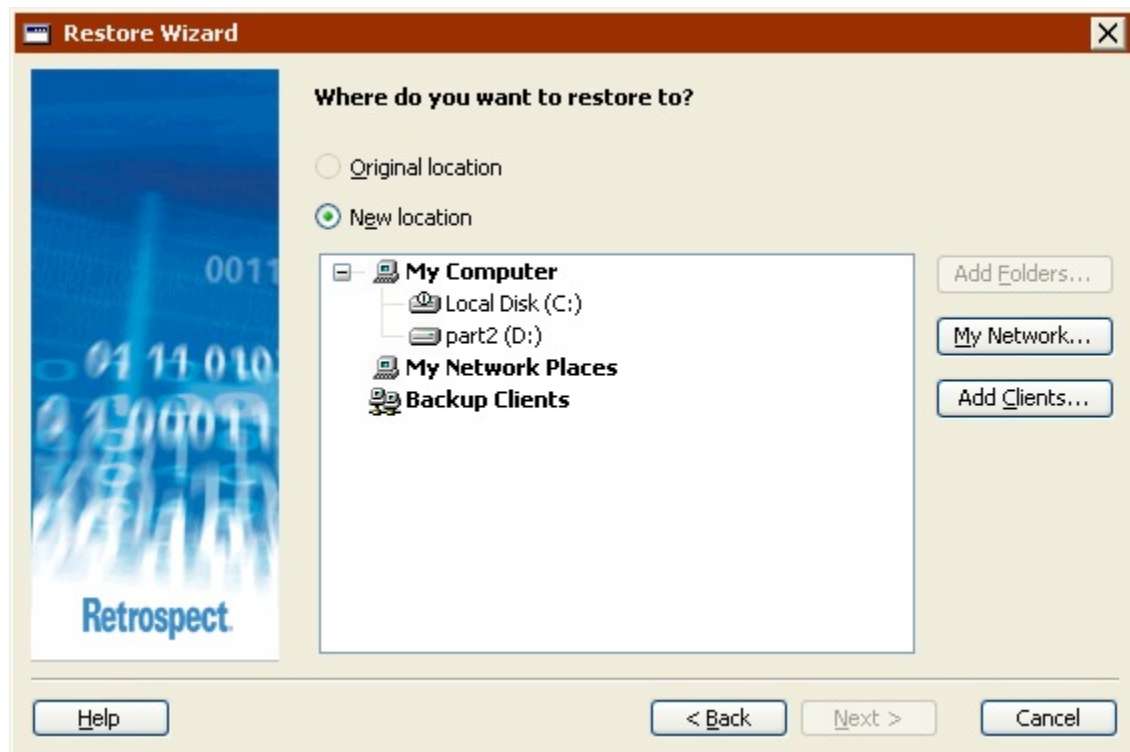 Restore Wizard
Where do you want to restore to?
Original location
New location
My Computer
Local Disk (C:)
part2 (D:)
My Network Places
Backup Clients
Add Folders...
My Network...
Add Clients...
0011
01 11 010
Retrospect.
Help
< Back
Next >
Cancel